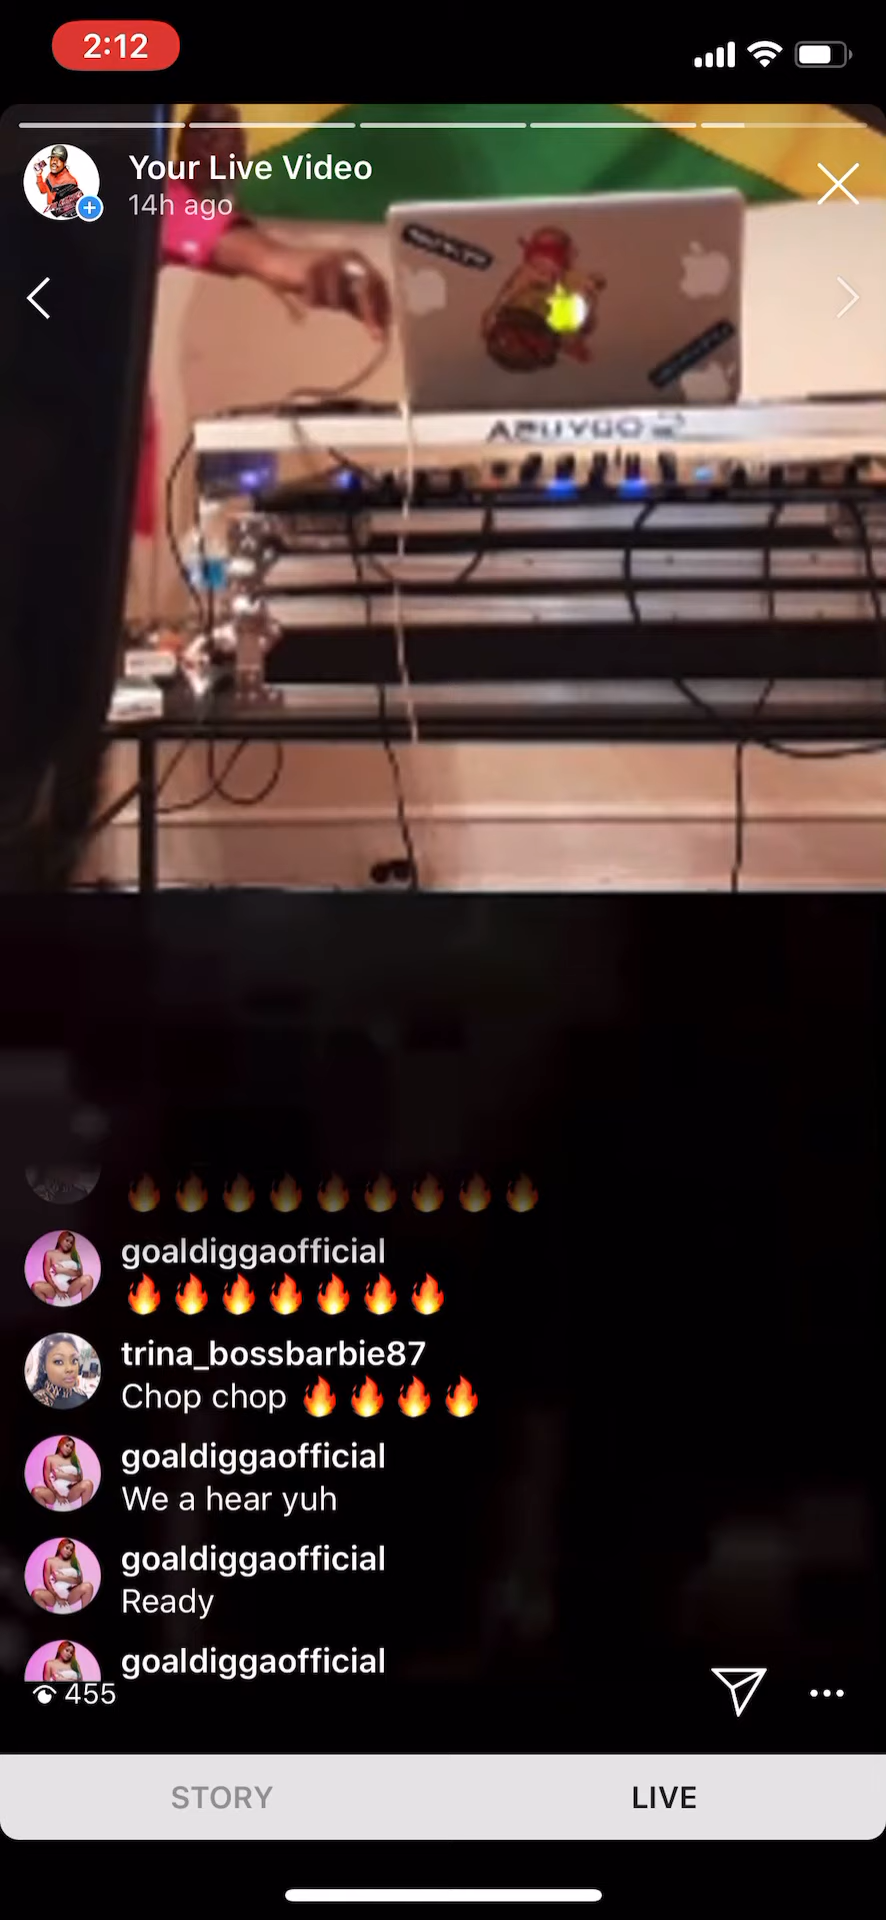 2:12
Your Live Video
14h ago
goaldiggaofficial
🔥🔥🔥🔥🔥🔥🔥
trina_bossbarbie87
Chop chop 🔥🔥🔥🔥
goaldiggaofficial
We a hear yuh
goaldiggaofficial
Ready
goaldiggaofficial
455
STORY
LIVE